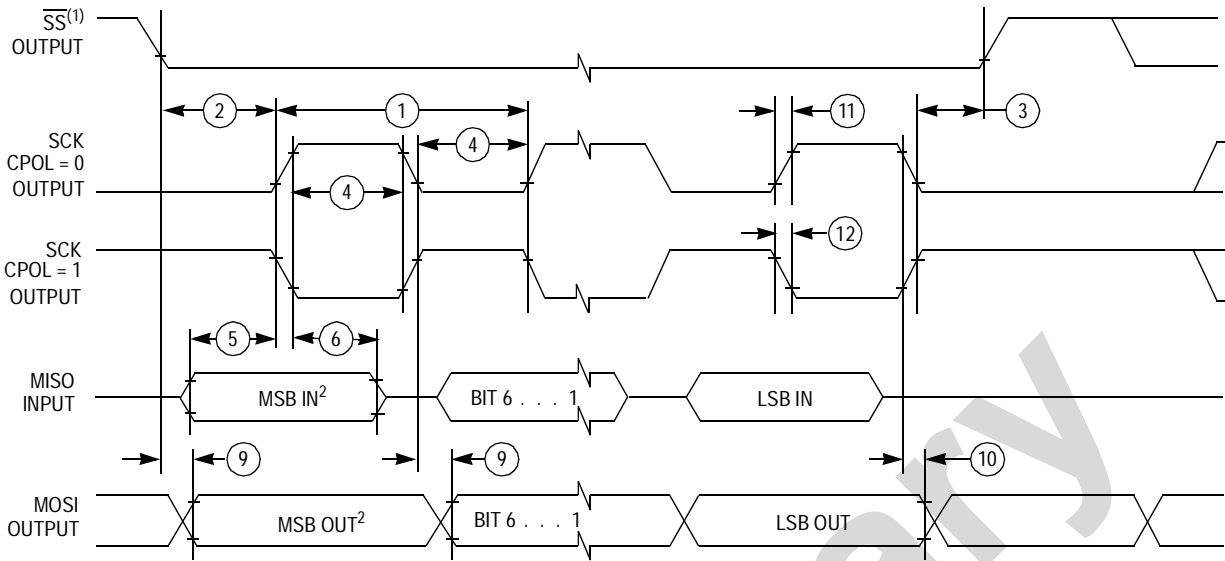 SS(1)
OUTPUT
2
1
11
3
SCK
CPOL = 0
OUTPUT
4
4
12
SCK
CPOL = 1
OUTPUT
5
6
MISO
INPUT
MSB IN2
BIT 6 . . . 1
LSB IN
9
9
10
MOSI
OUTPUT
MSB OUT2
BIT 6 . . . 1
LSB OUT
ary